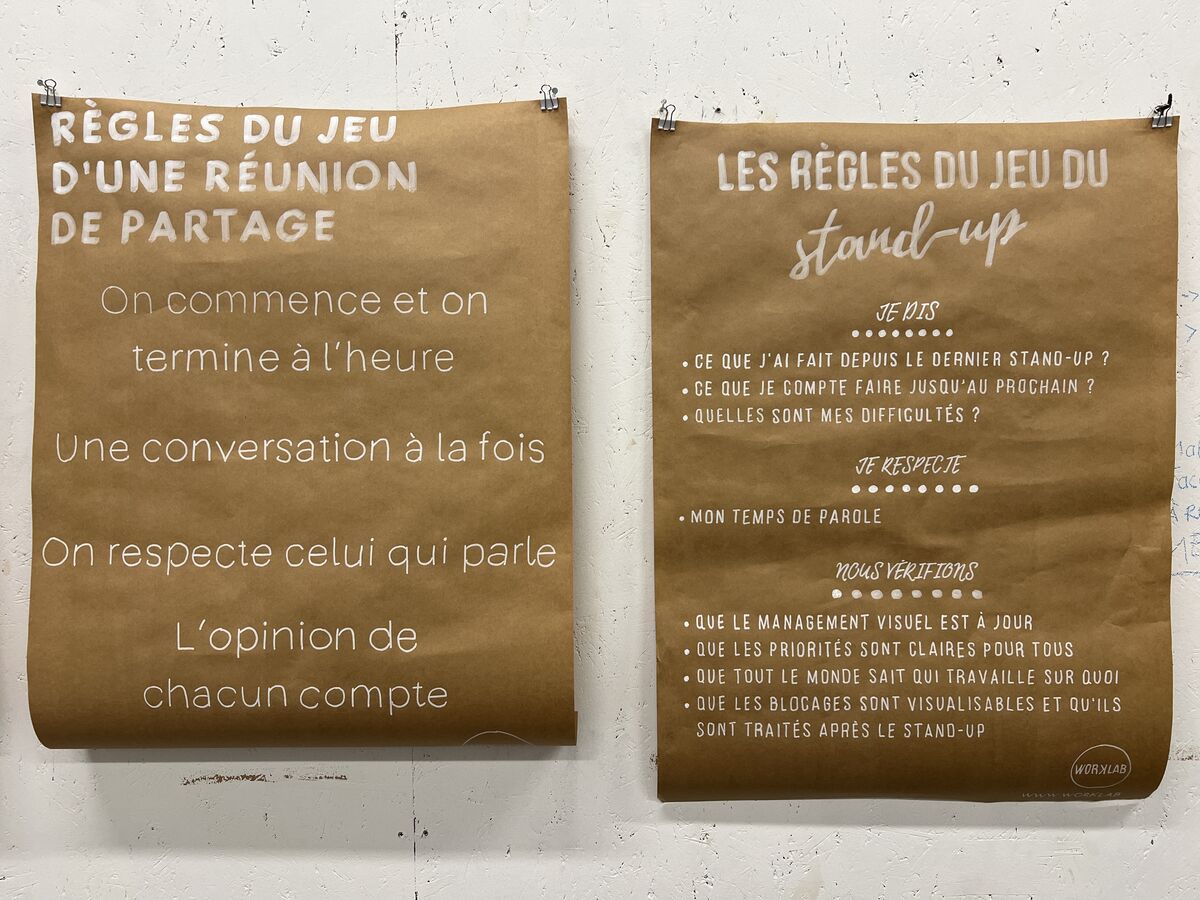 RÈGLES DU JEU
D'UNE RÉUNION
DE PARTAGE
On commence et on
termine à l'heure
Une conversation à la fois
On respecte celui qui parle
L'opinion de
chacun compte
LES RÈGLES DU JEU DU
stand-up
JE DIS
• CE QUE J'AI FAIT DEPUIS LE DERNIER STAND-UP ?
• CE QUE JE COMPTE FAIRE JUSQU'AU PROCHAIN ?
• QUELLES SONT MES DIFFICULTÉS ?
JE RESPECTE
• MON TEMPS DE PAROLE
NOUS VÉRIFIONS
• QUE LE MANAGEMENT VISUEL EST À JOUR
• QUE LES PRIORITÉS SONT CLAIRES POUR TOUS
• QUE TOUT LE MONDE SAIT QUI TRAVAILLE SUR QUOI
• QUE LES BLOCAGES SONT VISUALISABLES ET QU'ILS
SONT TRAITÉS APRÈS LE STAND-UP
WORKLAB
WWW.WORKLAB